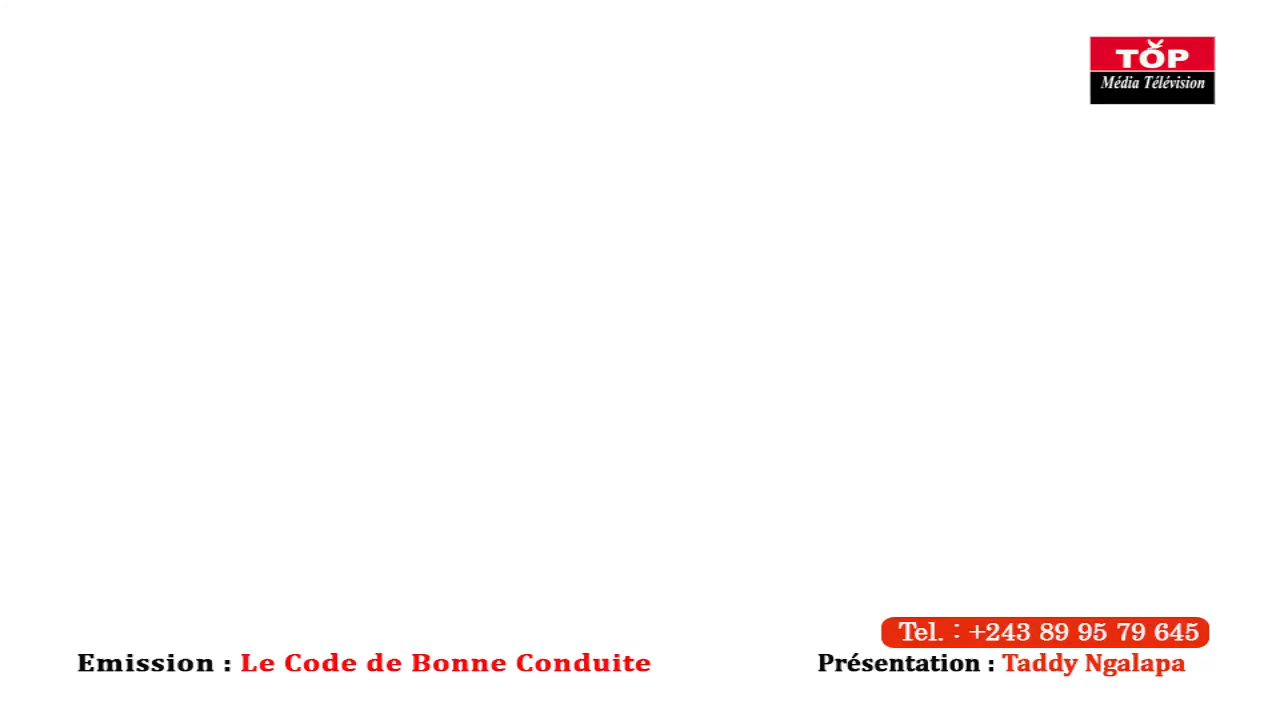 TOP
Média Télévision
Tel. : +243 89 95 79 645
Emission : Le Code de Bonne Conduite
Présentation : Taddy Ngalapa